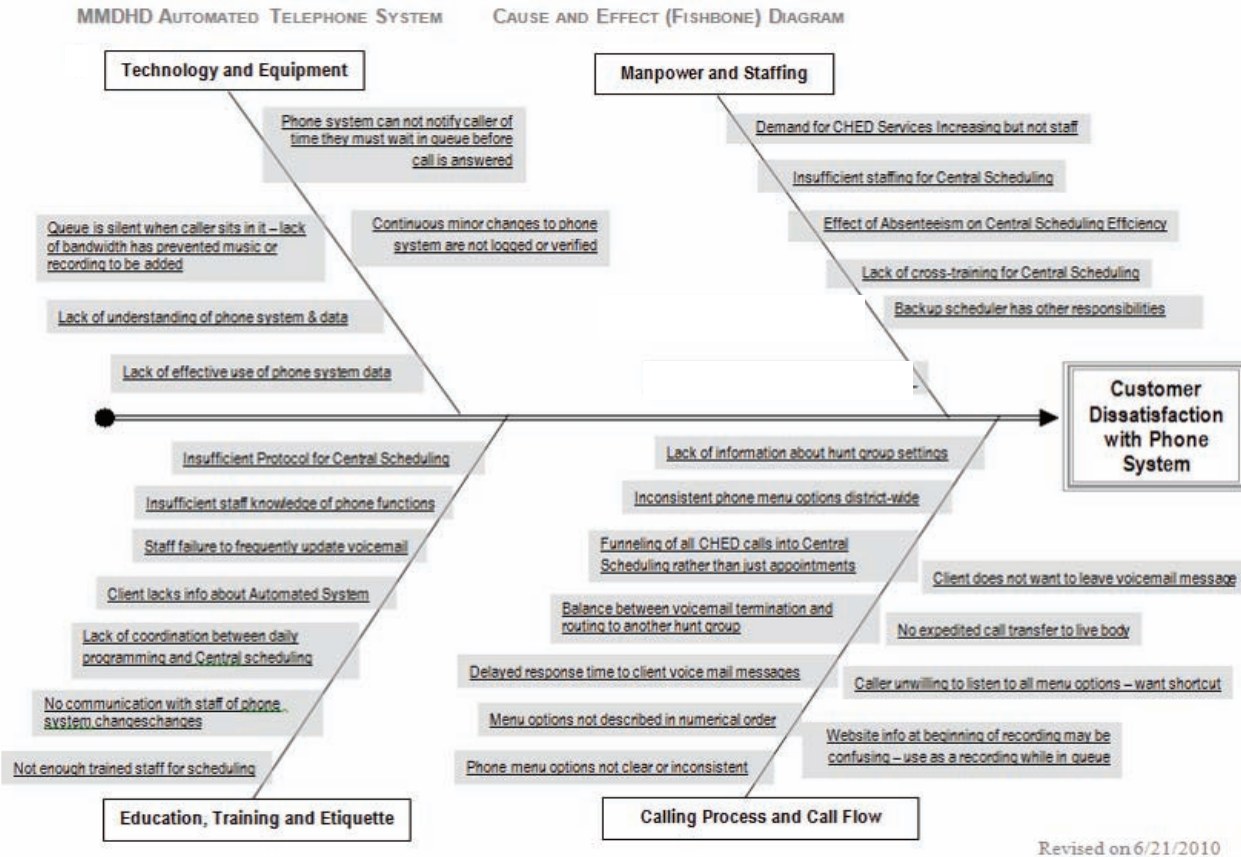 MMDHD AUTOMATED TELEPHONE SYSTEM CAUSE AND EFFECT (FISHBONE) DIAGRAM
Technology and Equipment
Phone system can not notify caller of
time they must wait in queue before
call is answered
Queue is silent when caller sits in it – lack
of bandwidth has prevented music or
recording to be added
Continuous minor changes to phone
system are not logged or verified
Lack of understanding of phone system & data
Lack of effective use of phone system data
Manpower and Staffing
Demand for CHED Services Increasing but not staff
Insufficient staffing for Central Scheduling
Effect of Absenteeism on Central Scheduling Efficiency
Lack of cross-training for Central Scheduling
Backup scheduler has other responsibilities
Customer
Dissatisfaction
with Phone
System
Insufficient Protocol for Central Scheduling
Insufficient staff knowledge of phone functions
Staff failure to frequently update voicemail
Client lacks info about Automated System
Lack of coordination between daily
programming and Central scheduling
No communication with staff of phone
system changeschanges
Not enough trained staff for scheduling
Education, Training and Etiquette
Lack of information about hunt group settings
Inconsistent phone menu options district-wide
Funneling of all CHED calls into Central
Scheduling rather than just appointments
Balance between voicemail termination and
routing to another hunt group
Delayed response time to client voice mail messages
Menu options not described in numerical order
Phone menu options not clear or inconsistent
Client does not want to leave voicemail message
No expedited call transfer to live body
Caller unwilling to listen to all menu options – want shortcut
Website info at beginning of recording may be
confusing – use as a recording while in queue
Calling Process and Call Flow
Revised on 6/21/2010